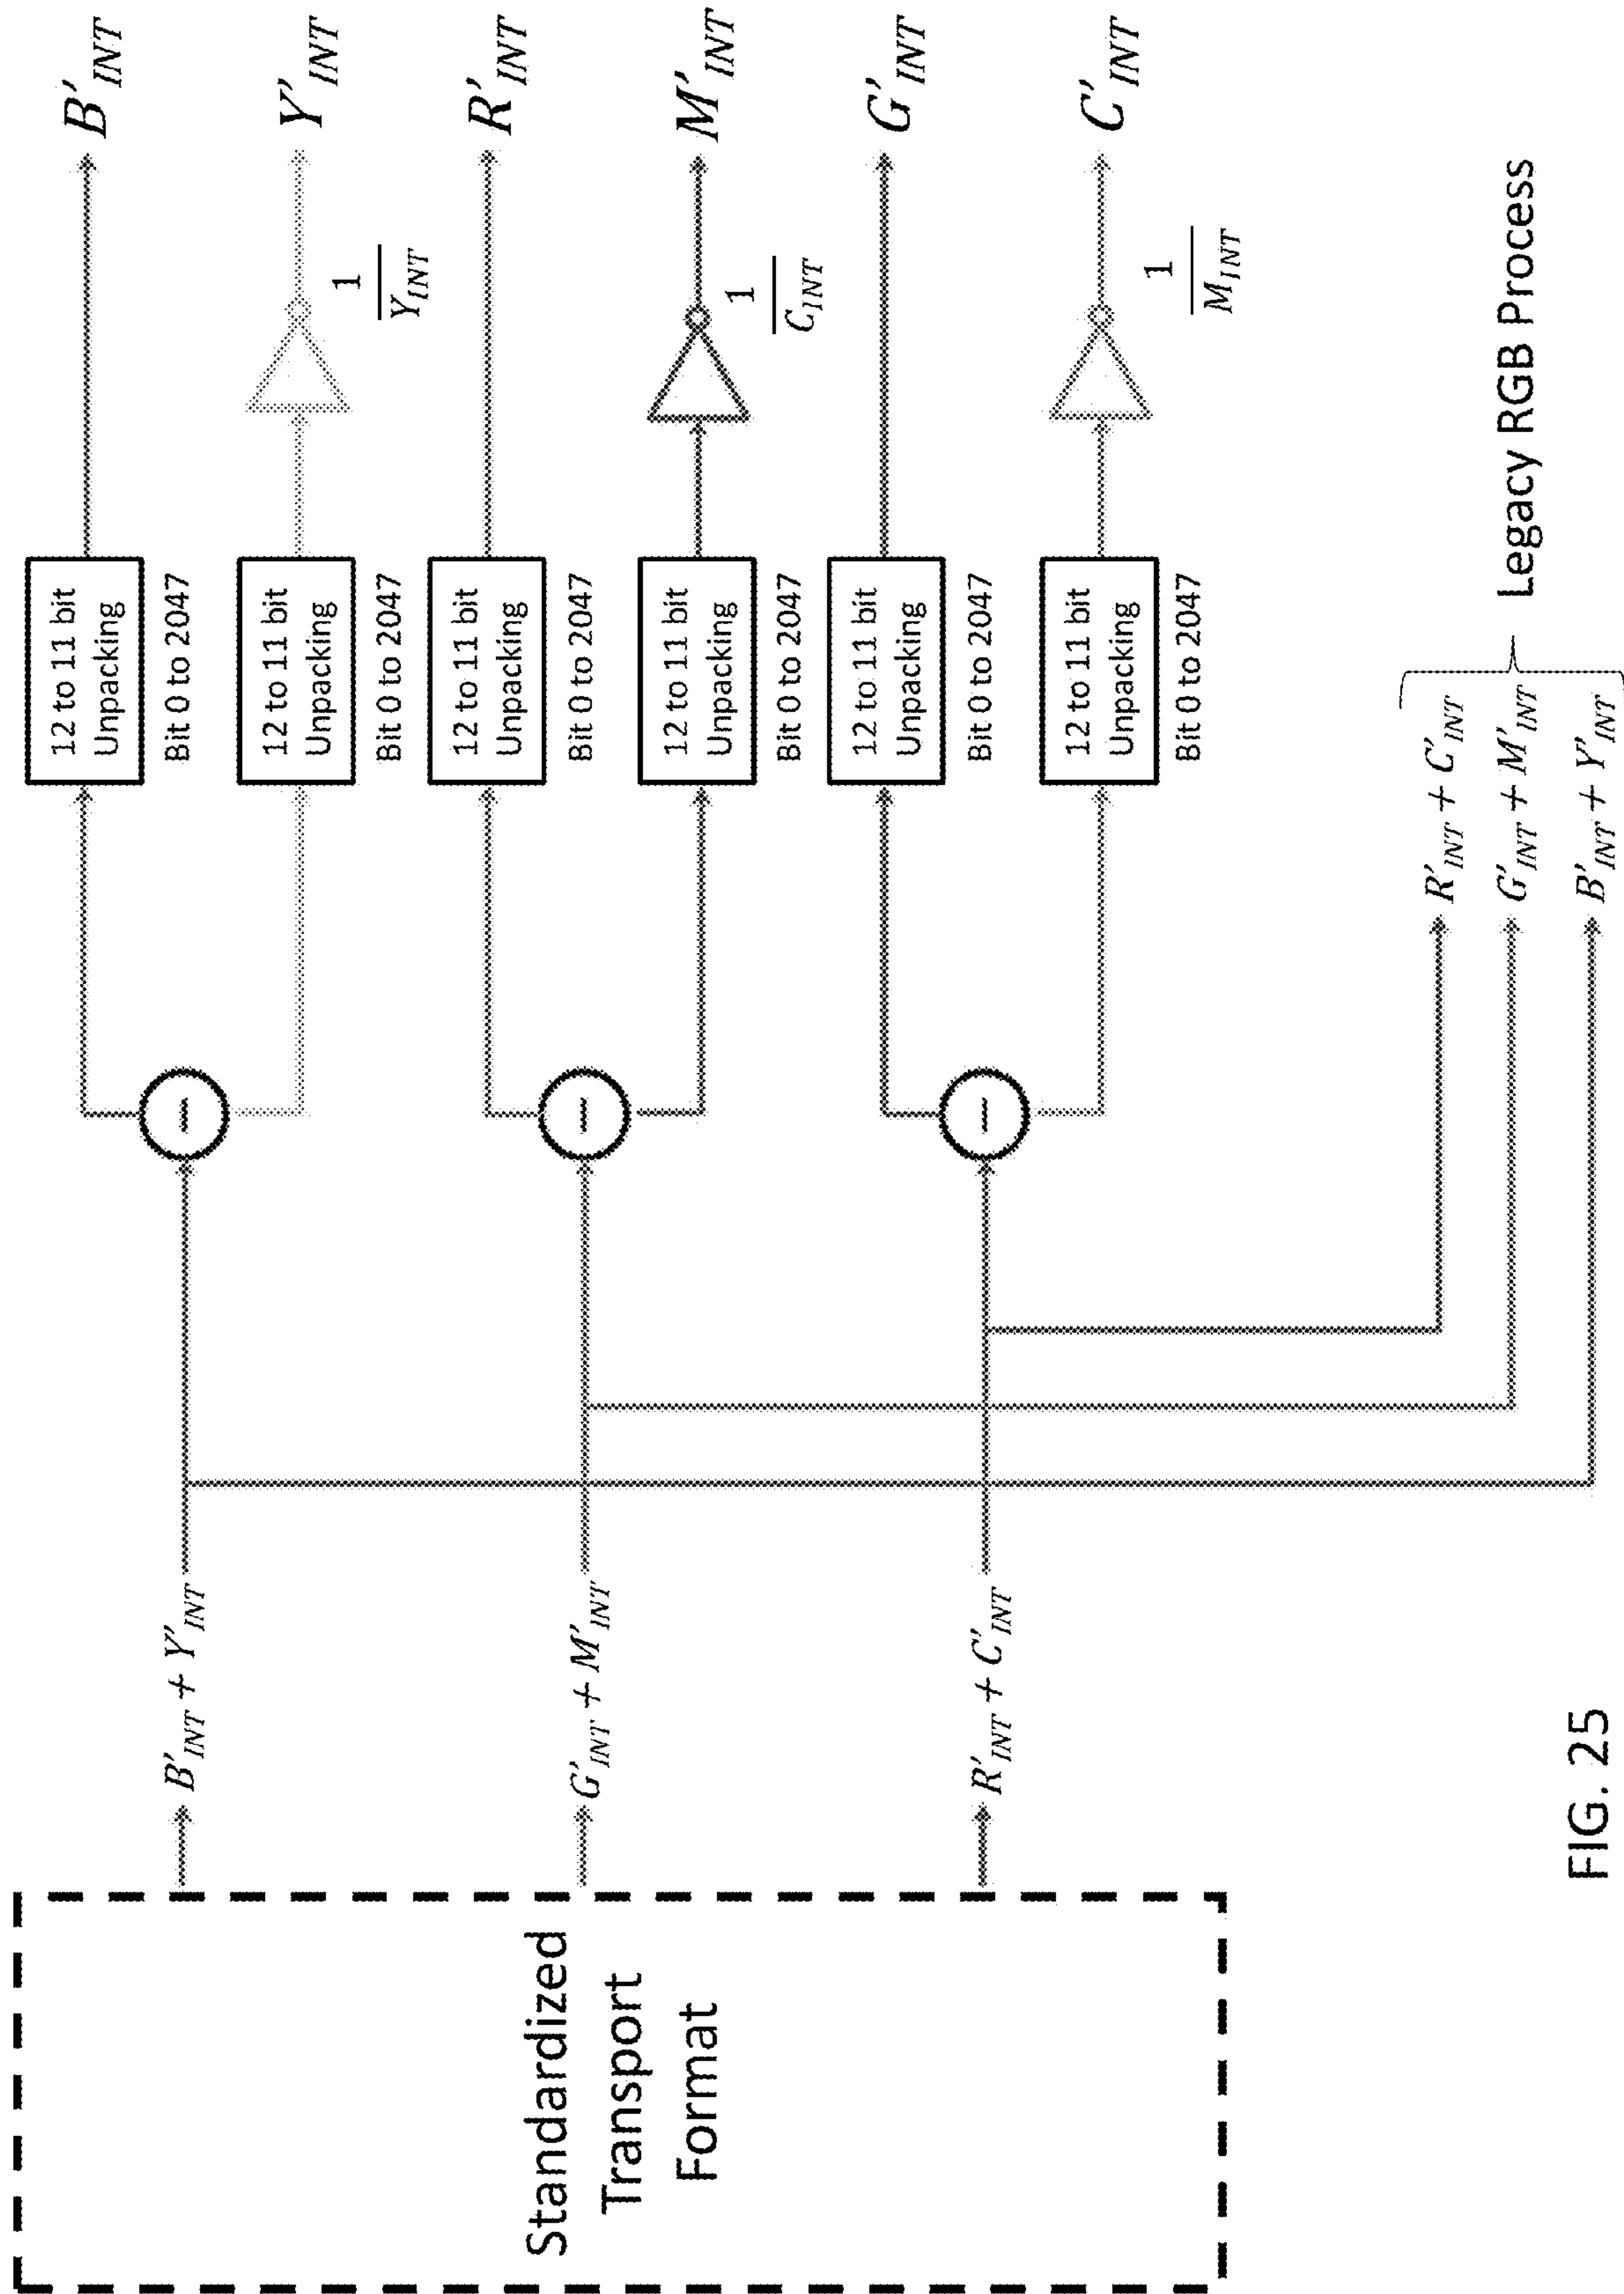 Standardized
Transport
Format
B'INT + Y'INT
G'INT + M'INT
R'INT + C'INT
12 to 11 bit
Unpacking
Bit 0 to 2047
B'INT
12 to 11 bit
Unpacking
Bit 0 to 2047
1
YINT
Y'INT
12 to 11 bit
Unpacking
Bit 0 to 2047
R'INT
12 to 11 bit
Unpacking
Bit 0 to 2047
1
CINT
M'INT
12 to 11 bit
Unpacking
Bit 0 to 2047
G'INT
12 to 11 bit
Unpacking
Bit 0 to 2047
1
MINT
C'INT
R'INT + C'INT
G'INT + M'INT
B'INT + Y'INT
Legacy RGB Process
FIG. 25